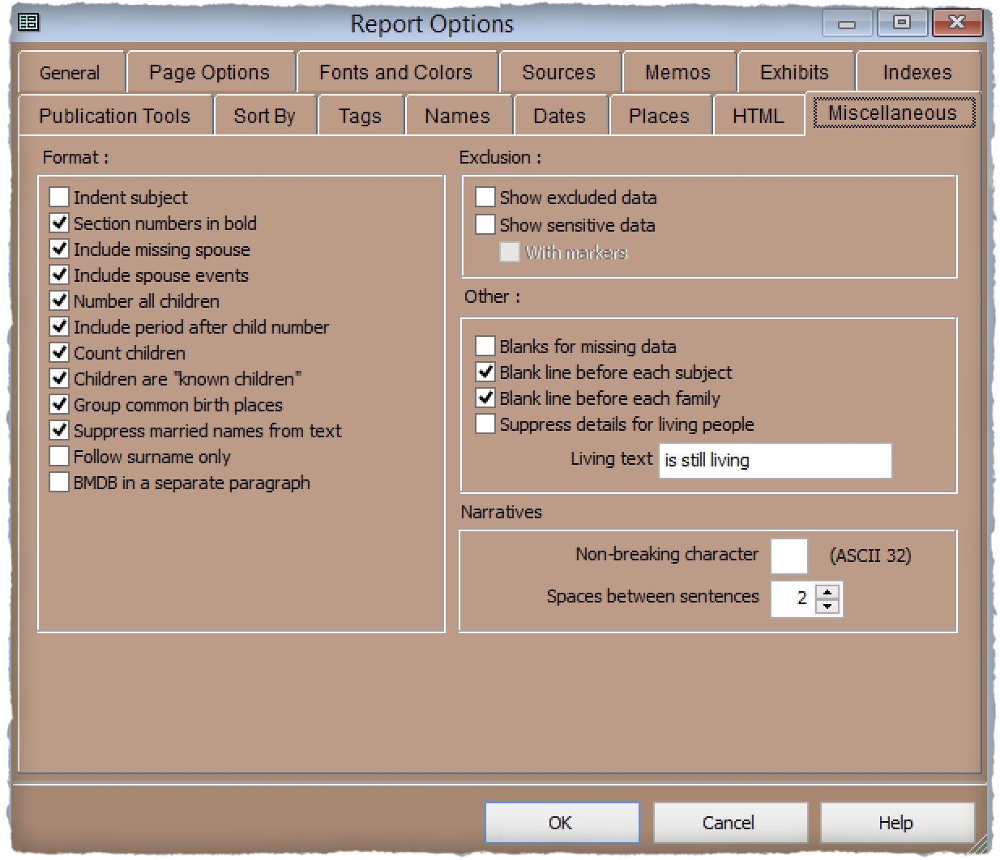 Report Options
General Page Options Fonts and Colors Sources Memos Exhibits Indexes
Publication Tools Sort By Tags Names Dates Places HTML Miscellaneous
Format :
Indent subject
Section numbers in bold
Include missing spouse
Include spouse events
Number all children
Include period after child number
Count children
Children are "known children"
Group common birth places
Suppress married names from text
Follow surname only
BMDB in a separate paragraph
Exclusion :
Show excluded data
Show sensitive data
With markers
Other :
Blanks for missing data
Blank line before each subject
Blank line before each family
Suppress details for living people
Living text is still living
Narratives
Non-breaking character (ASCII 32)
Spaces between sentences 2
OK Cancel Help